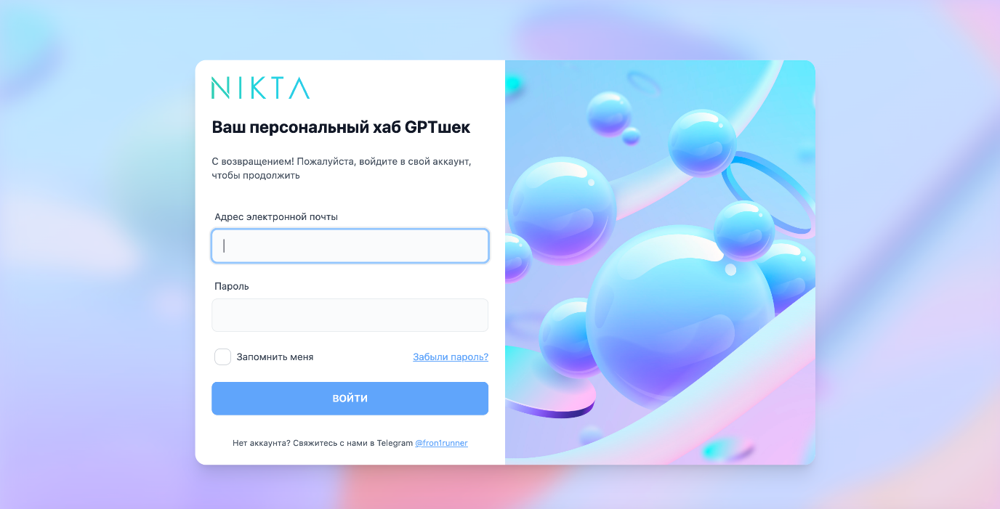 NIKTA
Ваш персональный хаб GPTшек
С возвращением! Пожалуйста, войдите в свой аккаунт,
чтобы продолжить
Адрес электронной почты
Пароль
Запомнить меня
Забыли пароль?
ВОЙТИ
Нет аккаунта? Свяжитесь с нами в Telegram @fron1runner